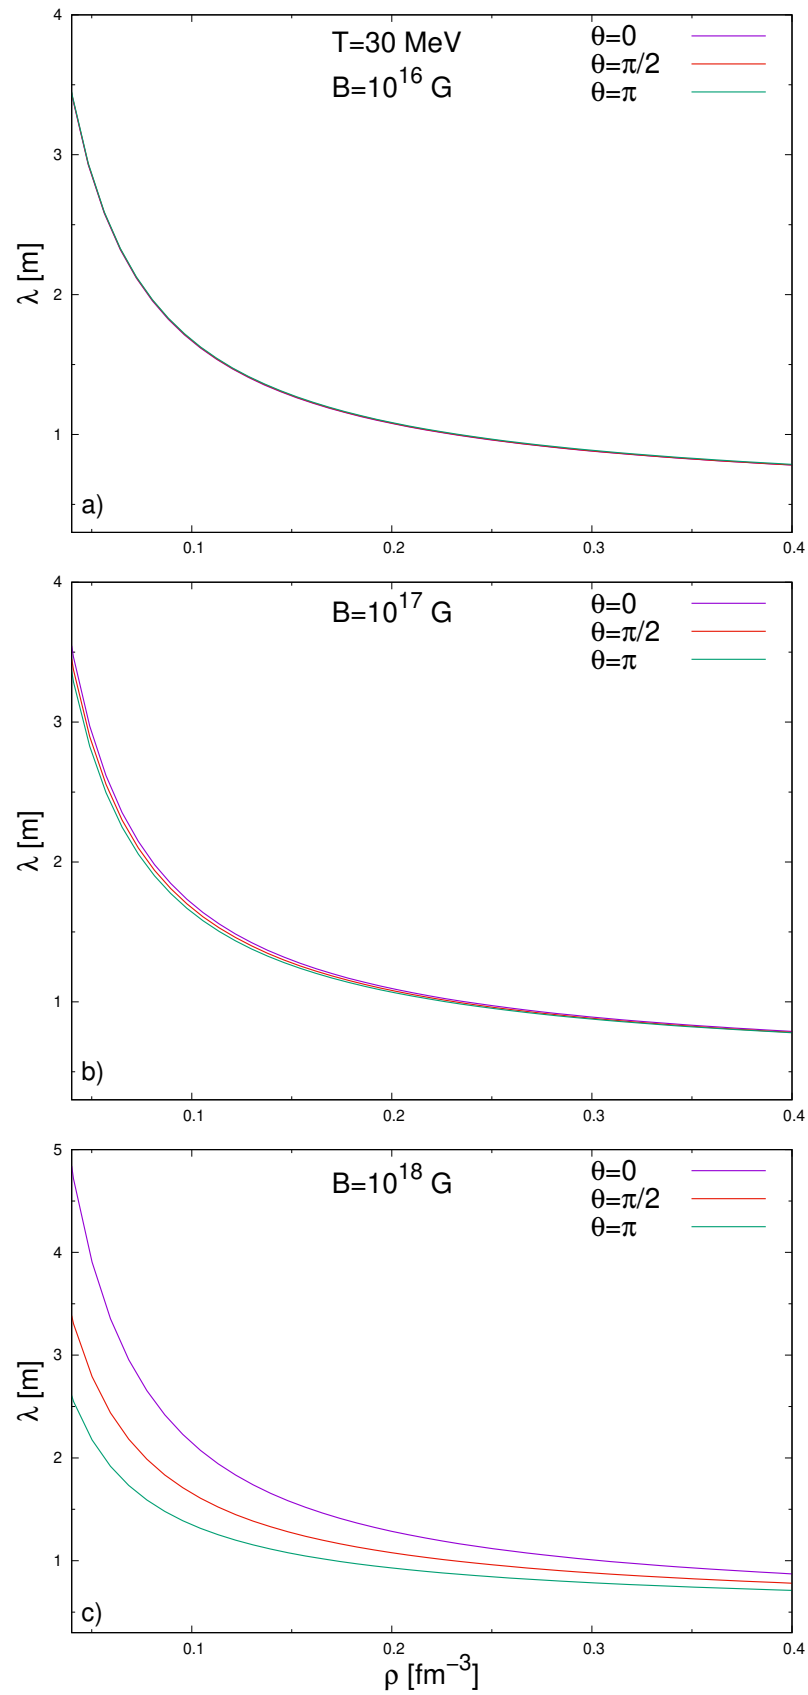 T=30 MeV
B=10^16 G
θ=0
θ=π/2
θ=π
4
3
2
1
λ [m]
a)
0.1 0.2 0.3 0.4
B=10^17 G
θ=0
θ=π/2
θ=π
4
3
2
1
λ [m]
b)
0.1 0.2 0.3 0.4
B=10^18 G
θ=0
θ=π/2
θ=π
5
4
3
2
1
λ [m]
c)
0.1 0.2 0.3 0.4
ρ [fm^−3]